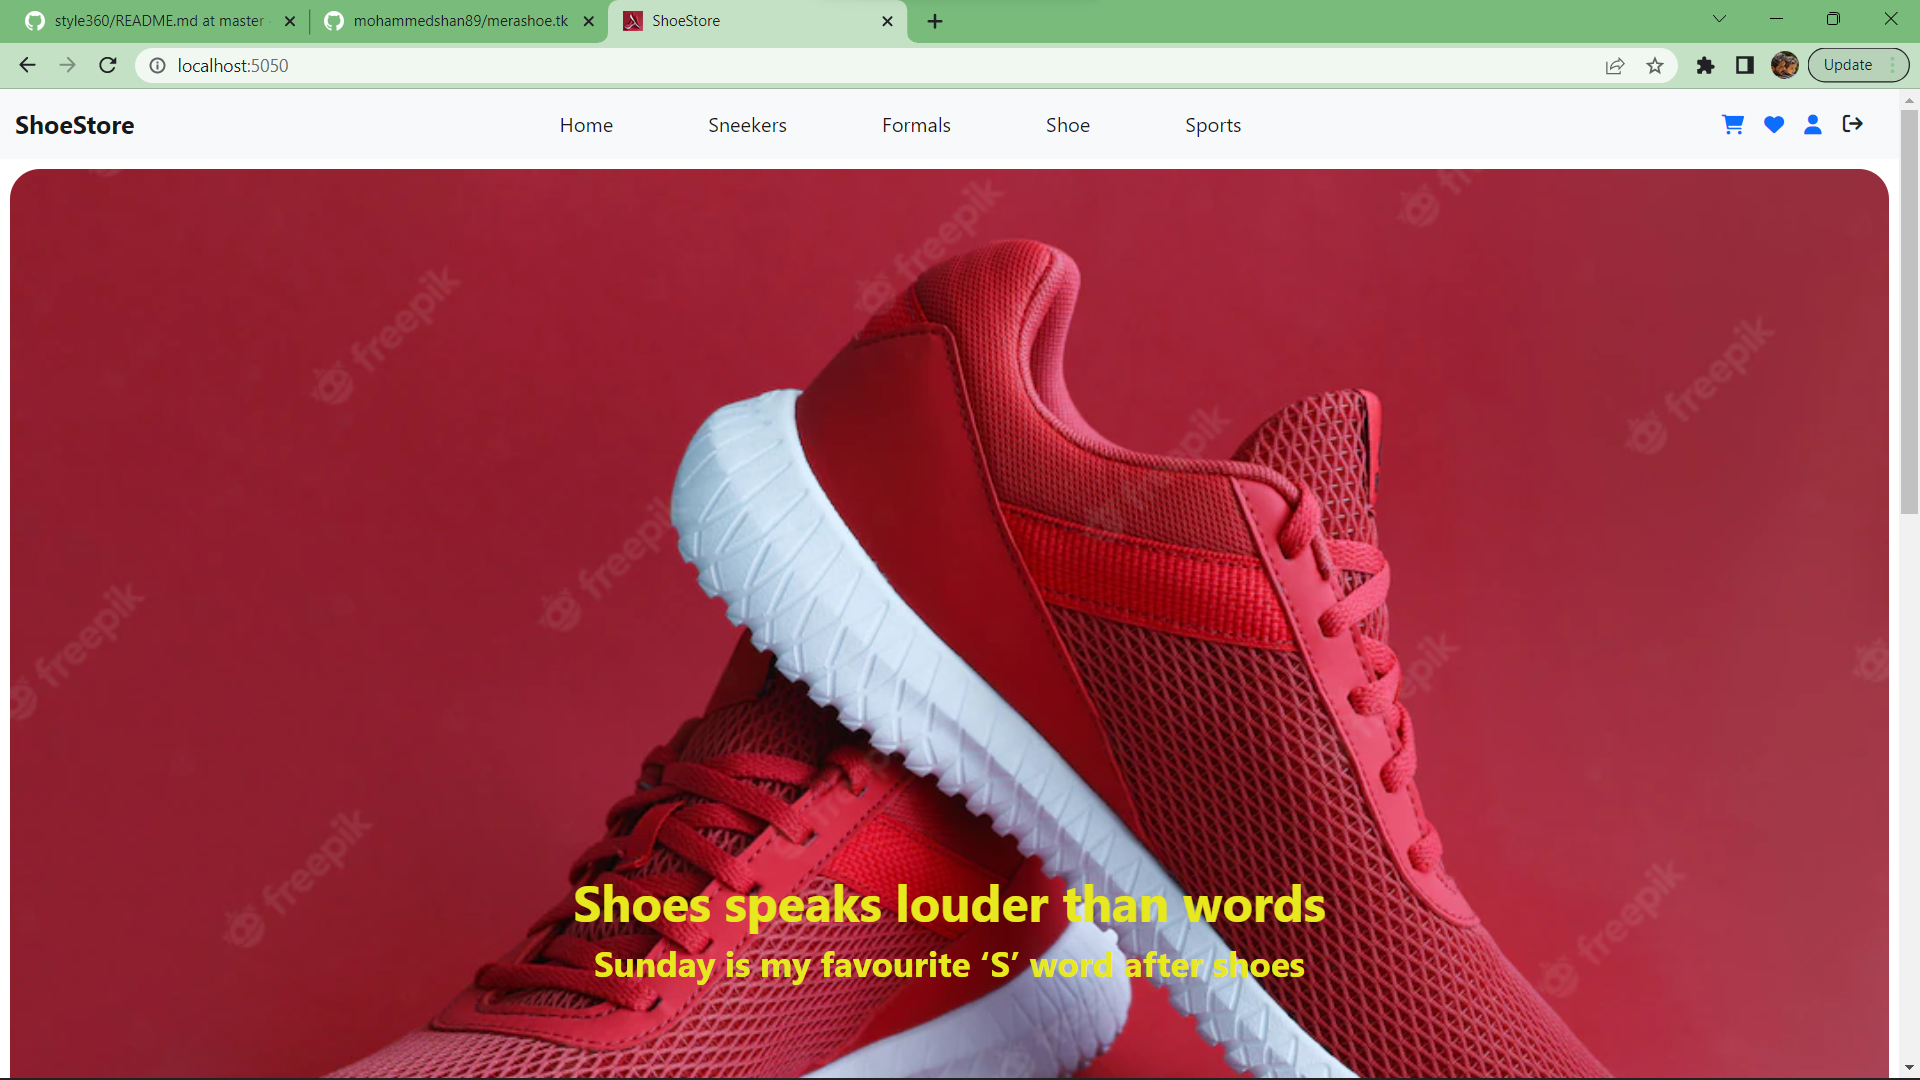 style360/README.md at master
mohammedshan89/merashoe.tk
ShoeStore
localhost:5050
Update
ShoeStore
Home
Sneekers
Formals
Shoe
Sports
freepik
freepik
freepik
freepik
freepik
freepik
freepik
freepik
freepik
Shoes speaks louder than words
Sunday is my favourite ‘S’ word after shoes